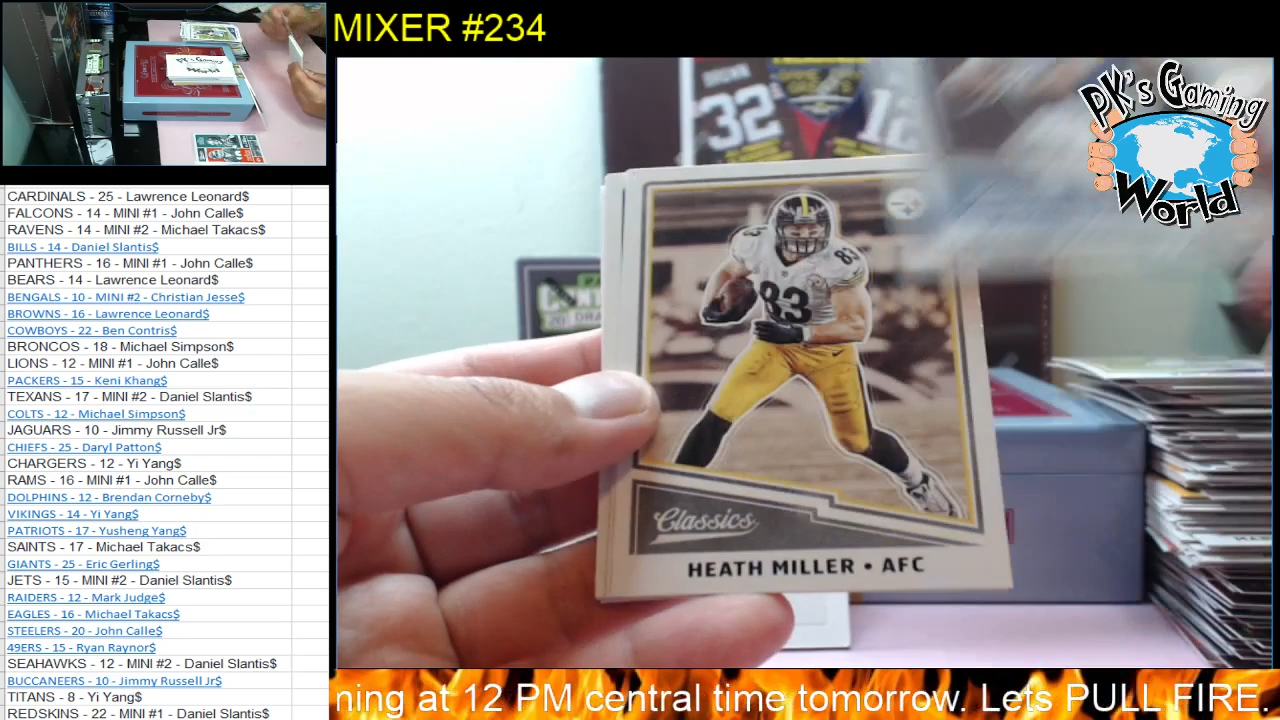 MIXER #234
PK's Gaming
World
CARDINALS - 25 - Lawrence Leonard$
FALCONS - 14 - MINI #1 - John Calle$
RAVENS - 14 - MINI #2 - Michael Takacs$
BILLS - 14 - Daniel Slantis$
PANTHERS - 16 - MINI #1 - John Calle$
BEARS - 14 - Lawrence Leonard$
BENGALS - 10 - MINI #2 - Christian Jesse$
BROWNS - 16 - Lawrence Leonard$
COWBOYS - 22 - Ben Contris$
BRONCOS - 18 - Michael Simpson$
LIONS - 12 - MINI #1 - John Calle$
PACKERS - 15 - Keni Khang$
TEXANS - 17 - MINI #2 - Daniel Slantis$
COLTS - 12 - Michael Simpson$
JAGUARS - 10 - Jimmy Russell Jr$
CHIEFS - 25 - Daryl Patton$
CHARGERS - 12 - Yi Yang$
RAMS - 16 - MINI #1 - John Calle$
DOLPHINS - 12 - Brendan Corneby$
VIKINGS - 14 - Yi Yang$
PATRIOTS - 17 - Yusheng Yang$
SAINTS - 17 - Michael Takacs$
GIANTS - 25 - Eric Gerling$
JETS - 15 - MINI #2 - Daniel Slantis$
RAIDERS - 12 - Mark Judge$
EAGLES - 16 - Michael Takacs$
STEELERS - 20 - John Calle$
49ERS - 15 - Ryan Raynor$
SEAHAWKS - 12 - MINI #2 - Daniel Slantis$
BUCCANEERS - 10 - Jimmy Russell Jr$
TITANS - 8 - Yi Yang$
REDSKINS - 22 - MINI #1 - Daniel Slantis$
BROWN
32
12
83
83
Classics
HEATH MILLER • AFC
ning at 12 PM central time tomorrow. Lets PULL FIRE.